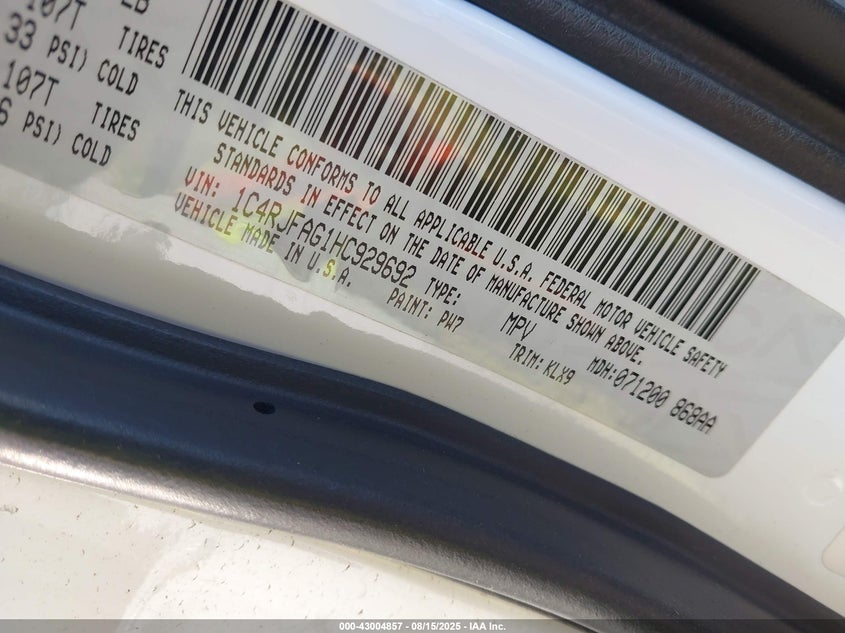 LB
107T TIRES
33 PSI) COLD
107T TIRES
PSI) COLD
THIS VEHICLE CONFORMS TO ALL APPLICABLE U.S.A. FEDERAL MOTOR VEHICLE SAFETY
STANDARDS IN EFFECT ON THE DATE OF MANUFACTURE SHOWN ABOVE.
VIN: 1C4RJFAG1HC929692 TYPE: MPV MDH:071200 868AA
VEHICLE MADE IN U.S.A. PAINT: PW7 TRIM: KLX9
000-43004857 - 08/15/2025 - IAA Inc.